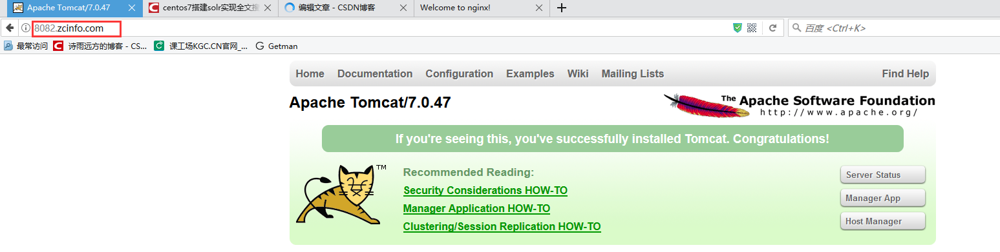 Apache Tomcat/7.0.47
centos7搭建solr实现全文搜
编辑文章 - CSDN博客
Welcome to nginx!
8082.zcinfo.com
百度 <Ctrl+K>
最常访问 诗雨远方的博客 - CS... 课工场KGC.CN官网_... Getman
Home Documentation Configuration Examples Wiki Mailing Lists Find Help
Apache Tomcat/7.0.47
The Apache Software Foundation
http://www.apache.org/
If you're seeing this, you've successfully installed Tomcat. Congratulations!
TM
Recommended Reading:
Security Considerations HOW-TO
Manager Application HOW-TO
Clustering/Session Replication HOW-TO
Server Status
Manager App
Host Manager